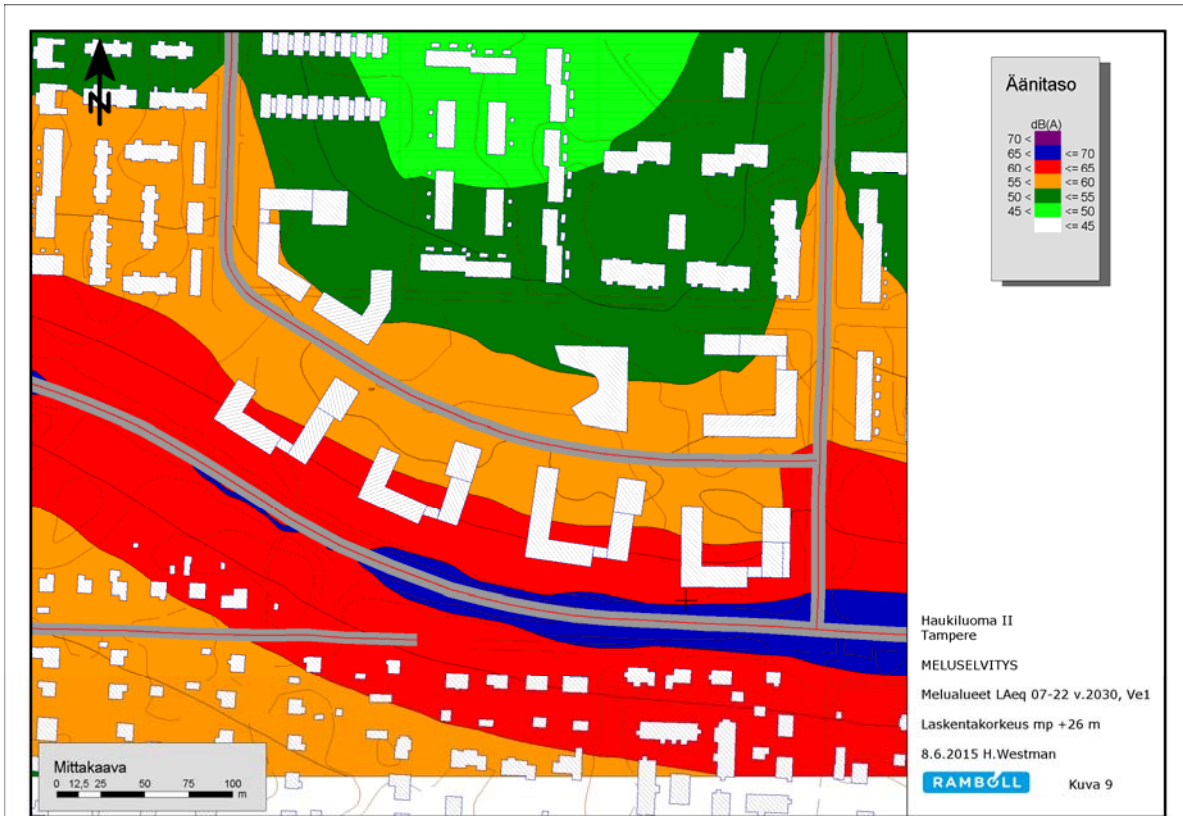 N
Äänitaso
dB(A)
70 <
65 < <= 70
60 < <= 65
55 < <= 60
50 < <= 55
45 < <= 50
<= 45
Haukiluoma II
Tampere
MELUSELVITYS
Melualueet LAeq 07-22 v.2030, Ve1
Laskentakorkeus mp +26 m
8.6.2015 H.Westman
RAMBOLL Kuva 9
Mittakaava
0 12,5 25 50 75 100
m